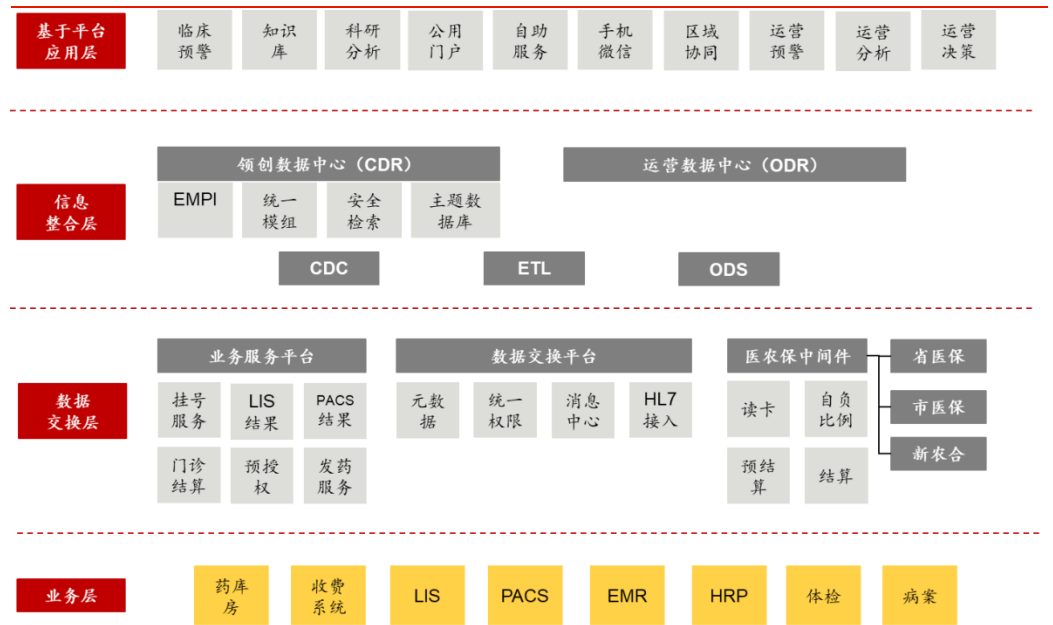 基于平台
应用层
临床
预警
知识
库
科研
分析
公用
门户
自助
服务
手机
微信
区域
协同
运营
预警
运营
分析
运营
决策
信息
整合层
领创数据中心（CDR）
运营数据中心（ODR）
EMPI
统一
模组
安全
检索
主题数
据库
CDC
ETL
ODS
数据
交换层
业务服务平台
数据交换平台
医农保中间件
省医保
市医保
新农合
挂号
服务
LIS
结果
PACS
结果
元数
据
统一
权限
消息
中心
HL7
接入
读卡
自负
比例
门诊
结算
预授
权
发药
服务
预结
算
结算
业务层
药库
房
收费
系统
LIS
PACS
EMR
HRP
体检
病案